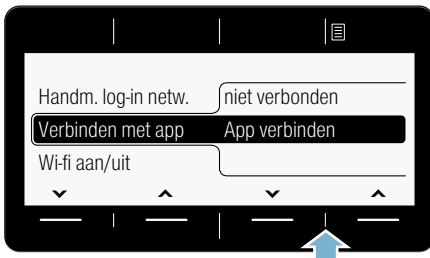 Handm. log-in netw. niet verbonden
Verbinden met app App verbinden
Wi-fi aan/uit